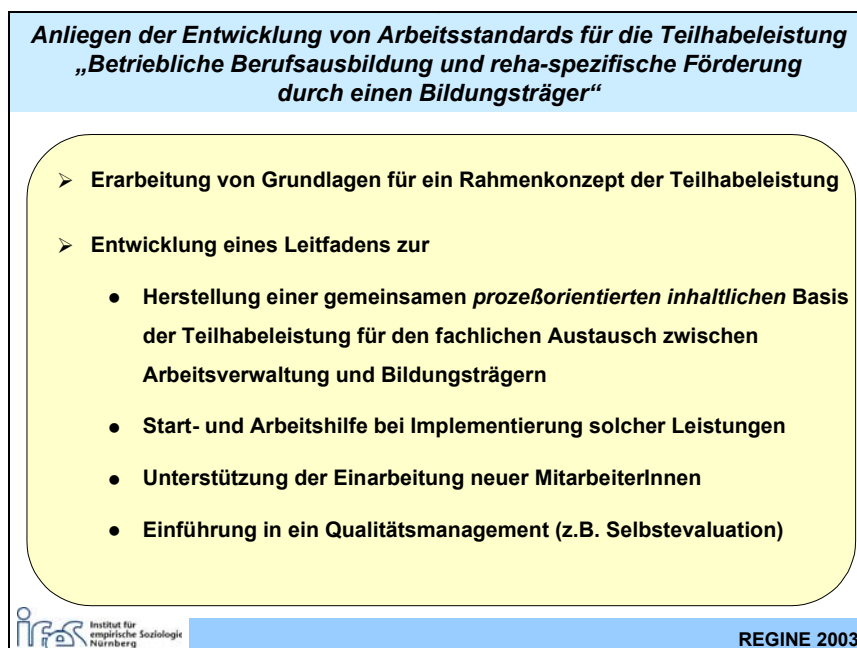 Anliegen der Entwicklung von Arbeitsstandards für die Teilhabeleistung
„Betriebliche Berufsausbildung und reha-spezifische Förderung
durch einen Bildungsträger“
➢ Erarbeitung von Grundlagen für ein Rahmenkonzept der Teilhabeleistung
➢ Entwicklung eines Leitfadens zur
● Herstellung einer gemeinsamen prozeßorientierten inhaltlichen Basis
der Teilhabeleistung für den fachlichen Austausch zwischen
Arbeitsverwaltung und Bildungsträgern
● Start- und Arbeitshilfe bei Implementierung solcher Leistungen
● Unterstützung der Einarbeitung neuer MitarbeiterInnen
● Einführung in ein Qualitätsmanagement (z.B. Selbstevaluation)
ifes Institut für
empirische Soziologie
Nürnberg
REGINE 2003